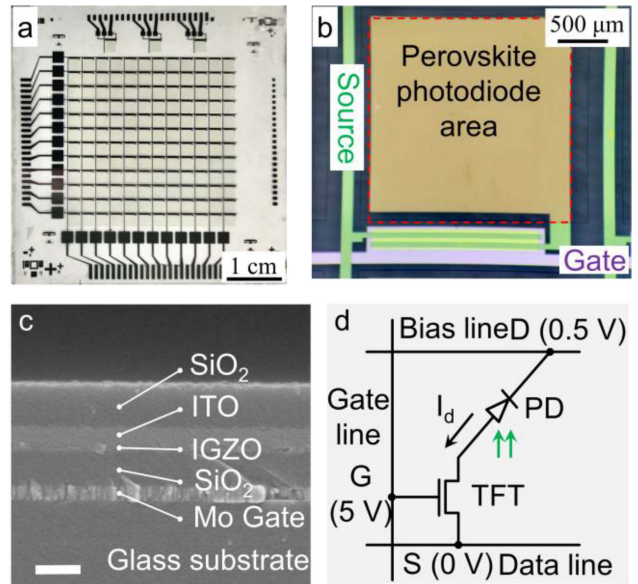 a
1 cm
b
500 μm
Perovskite
photodiode
area
Source
Gate
c
SiO₂
ITO
IGZO
SiO₂
Mo Gate
Glass substrate
d
Bias lineD (0.5 V)
Gate
line
I_d
PD
G
(5 V)
TFT
S (0 V) Data line